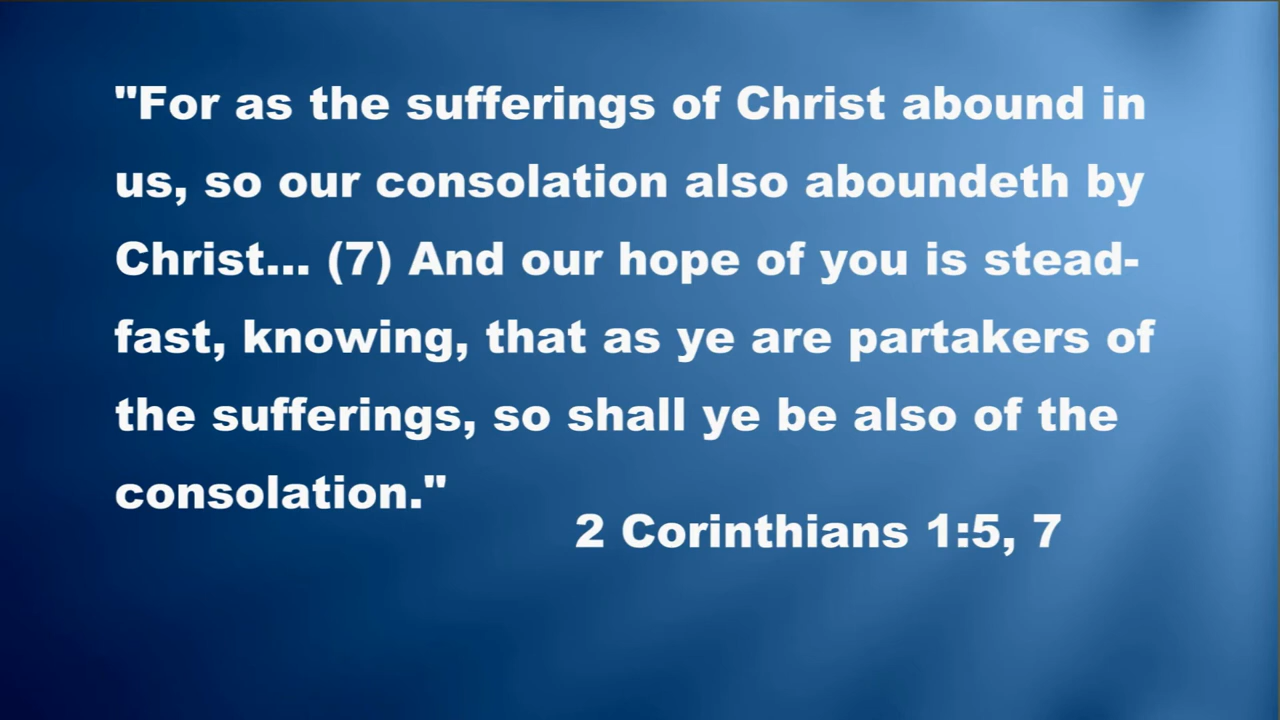 "For as the sufferings of Christ abound in
us, so our consolation also aboundeth by
Christ... (7) And our hope of you is stead-
fast, knowing, that as ye are partakers of
the sufferings, so shall ye be also of the
consolation."
2 Corinthians 1:5, 7